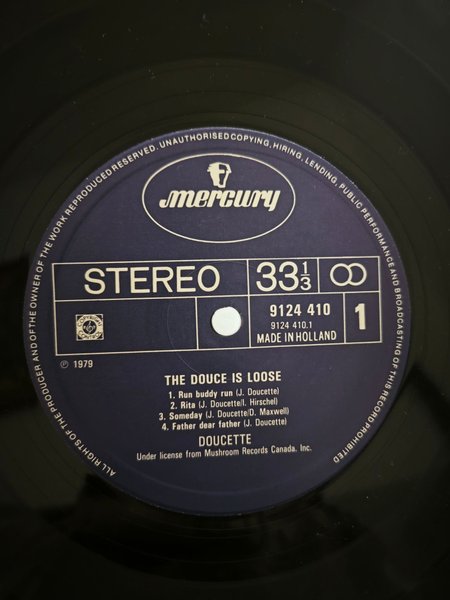 ALL RIGHTS OF THE PRODUCER AND OF THE OWNER OF THE WORK REPRODUCED RESERVED. UNAUTHORISED COPYING, HIRING, LENDING, PUBLIC PERFORMANCE AND BROADCASTING OF THIS RECORD PROHIBITED
mercury
STEREO
33 1/3
9124 410
9124 410.1
MADE IN HOLLAND
1
℗ 1979
THE DOUCE IS LOOSE
1. Run buddy run (J. Doucette)
2. Rita (J. Doucette/I. Hirschel)
3. Someday (J. Doucette/D. Maxwell)
4. Father dear father (J. Doucette)
DOUCETTE
Under license from Mushroom Records Canada. Inc.